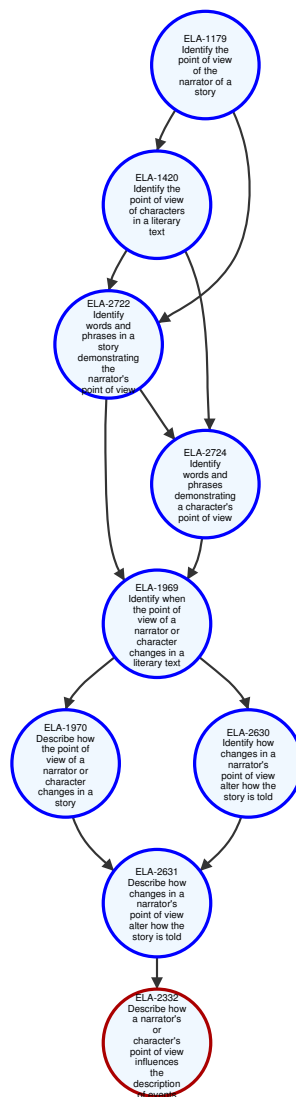 ELA-1179
Identify the
point of view
of the
narrator of a
story
ELA-1420
Identify the
point of view
of characters
in a literary
text
ELA-2722
Identify
words and
phrases in a
story
demonstrating
the
narrator's
point of view
ELA-2724
Identify
words and
phrases
demonstrating
a character's
point of view
ELA-1969
Identify when
the point of
view of a
narrator or
character
changes in a
literary text
ELA-1970
Describe how
the point of
view of a
narrator or
character
changes in a
story
ELA-2630
Identify how
changes in a
narrator's
point of view
alter how the
story is told
ELA-2631
Describe how
changes in a
narrator's
point of view
alter how the
story is told
ELA-2332
Describe how
a narrator's
or
character's
point of view
influences
the
description
of events